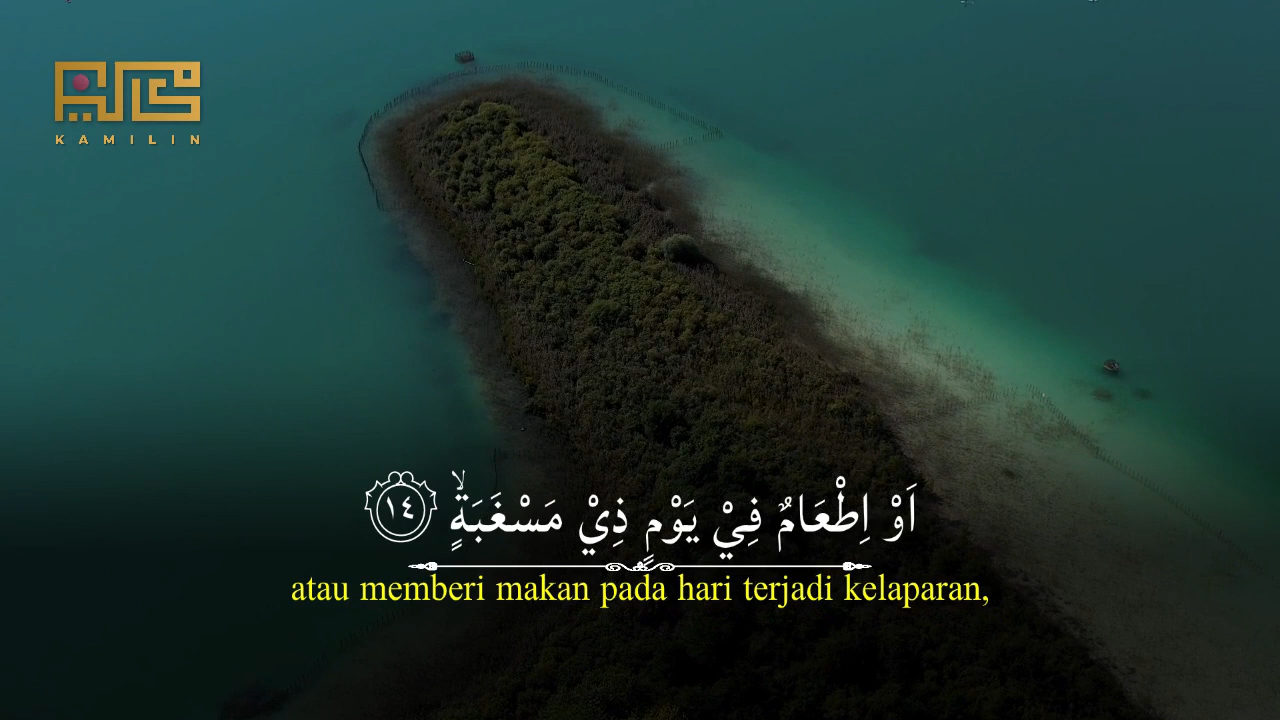 KAMILIN
اَوْ اِطْعَامٌ فِيْ يَوْمٍ ذِيْ مَسْغَبَةٍۙ ١٤
atau memberi makan pada hari terjadi kelaparan,